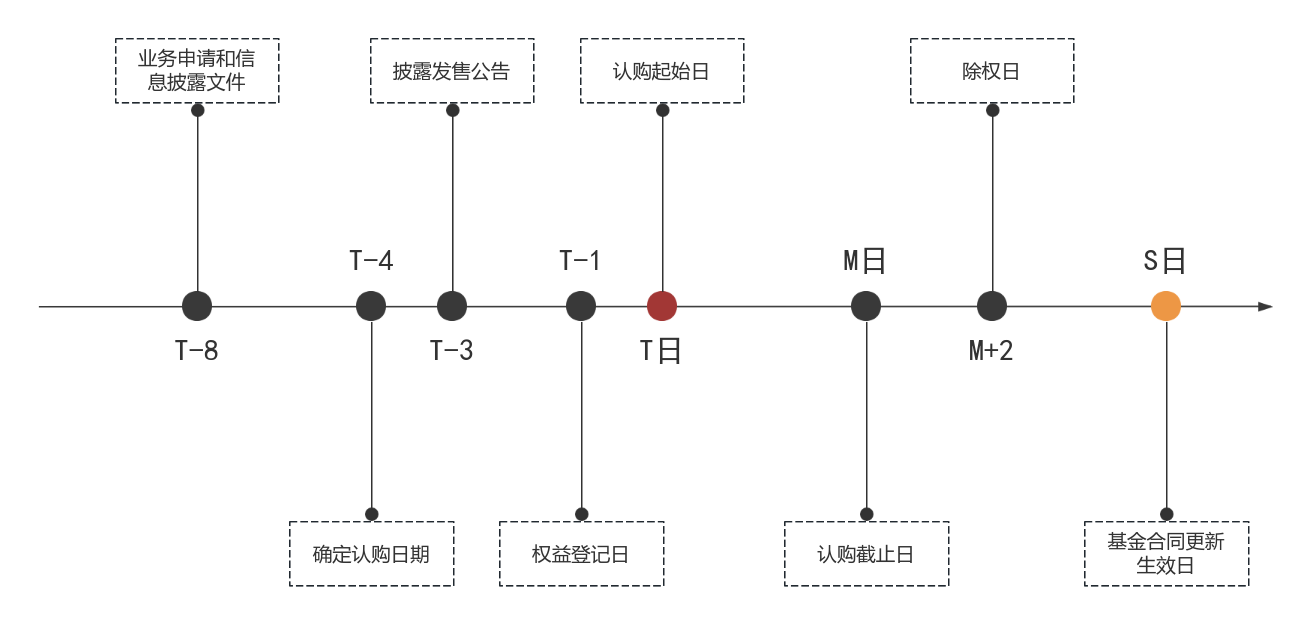 业务申请和信
息披露文件
披露发售公告
认购起始日
除权日
T-4
T-1
M日
S日
T-8
T-3
T日
M+2
确定认购日期
权益登记日
认购截止日
基金合同更新
生效日